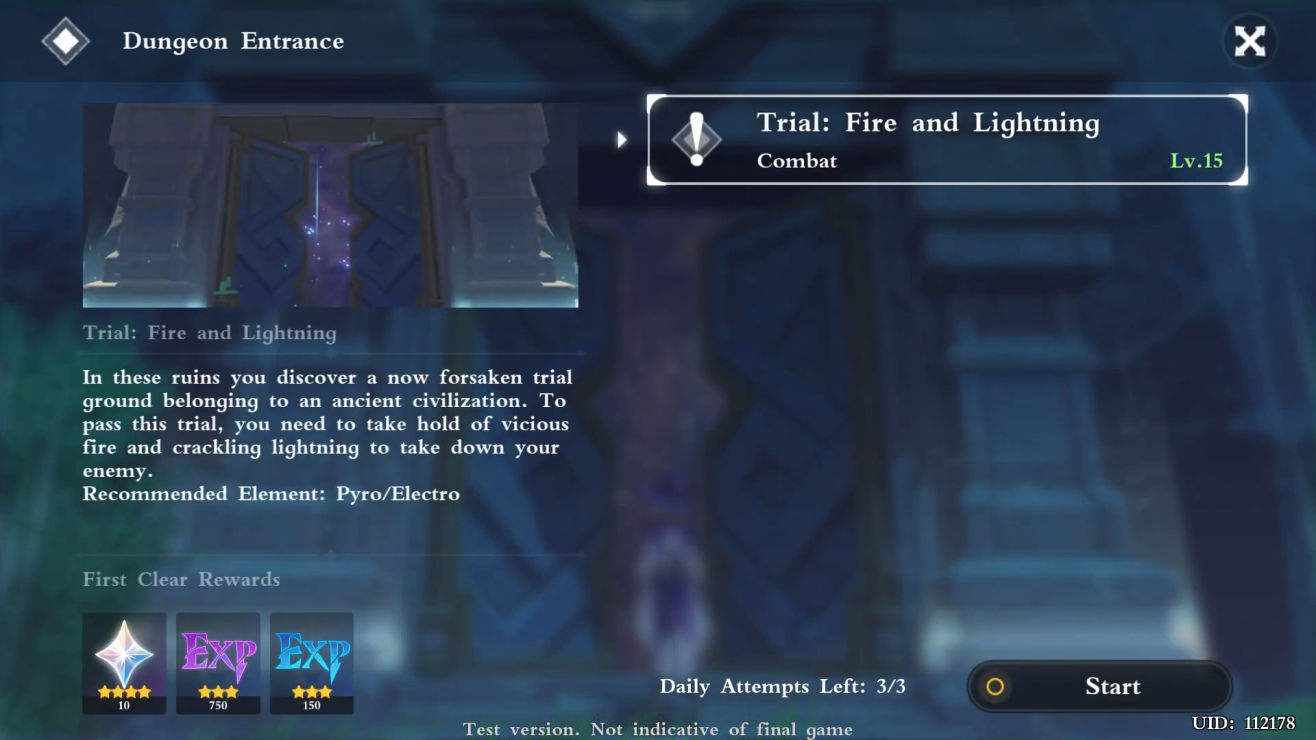 Dungeon Entrance
Trial: Fire and Lightning
Combat
Lv.15
Trial: Fire and Lightning
In these ruins you discover a now forsaken trial
ground belonging to an ancient civilization. To
pass this trial, you need to take hold of vicious
fire and crackling lightning to take down your
enemy.
Recommended Element: Pyro/Electro
First Clear Rewards
EXP
EXP
10
750
150
Daily Attempts Left: 3/3
Start
Test version. Not indicative of final game
UID: 112178